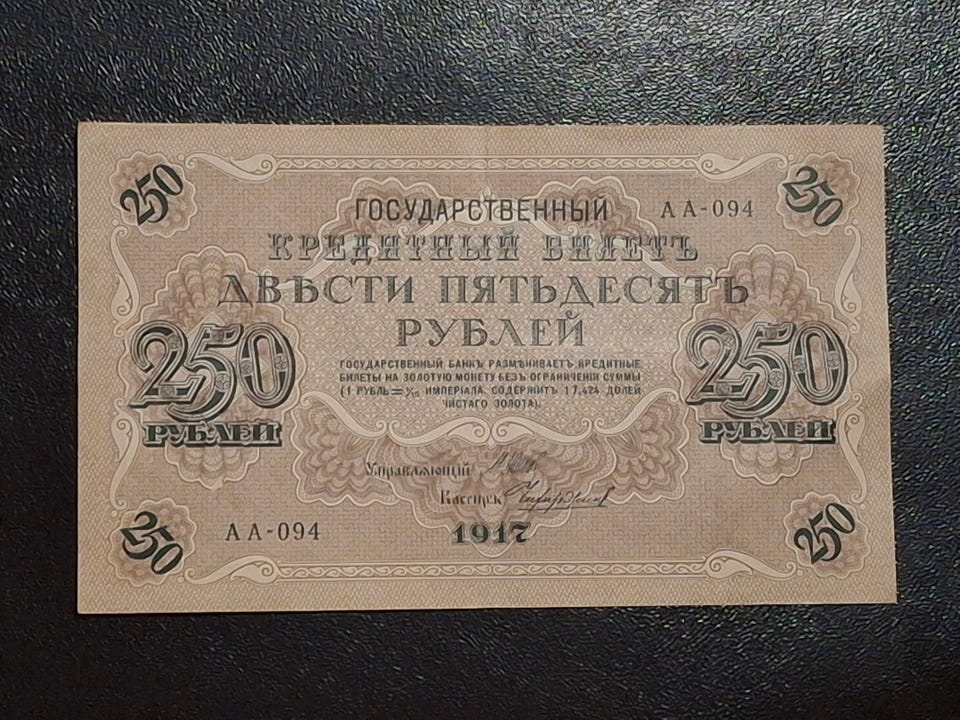 250 250
ГОСУДАРСТВЕННЫЙ АА-094
КРЕДИТНЫЙ БИЛЕТЪ
ДВѢСТИ ПЯТЬДЕСЯТЪ
РУБЛЕЙ
250 250
РУБЛЕЙ РУБЛЕЙ
ГОСУДАРСТВЕННЫЙ БАНКЪ РАЗМѢНИВАЕТЪ КРЕДИТНЫЕ
БИЛЕТЫ НА ЗОЛОТУЮ МОНЕТУ БЕЗЪ ОГРАНИЧЕНІЯ СУММЫ
(1 РУБЛЬ = 1/15 ИМПЕРІАЛА, СОДЕРЖИТЪ 17,424 ДОЛЕЙ
ЧИСТАГО ЗОЛОТА).
Управляющій
Кассиръ
250 АА-094 1917 250